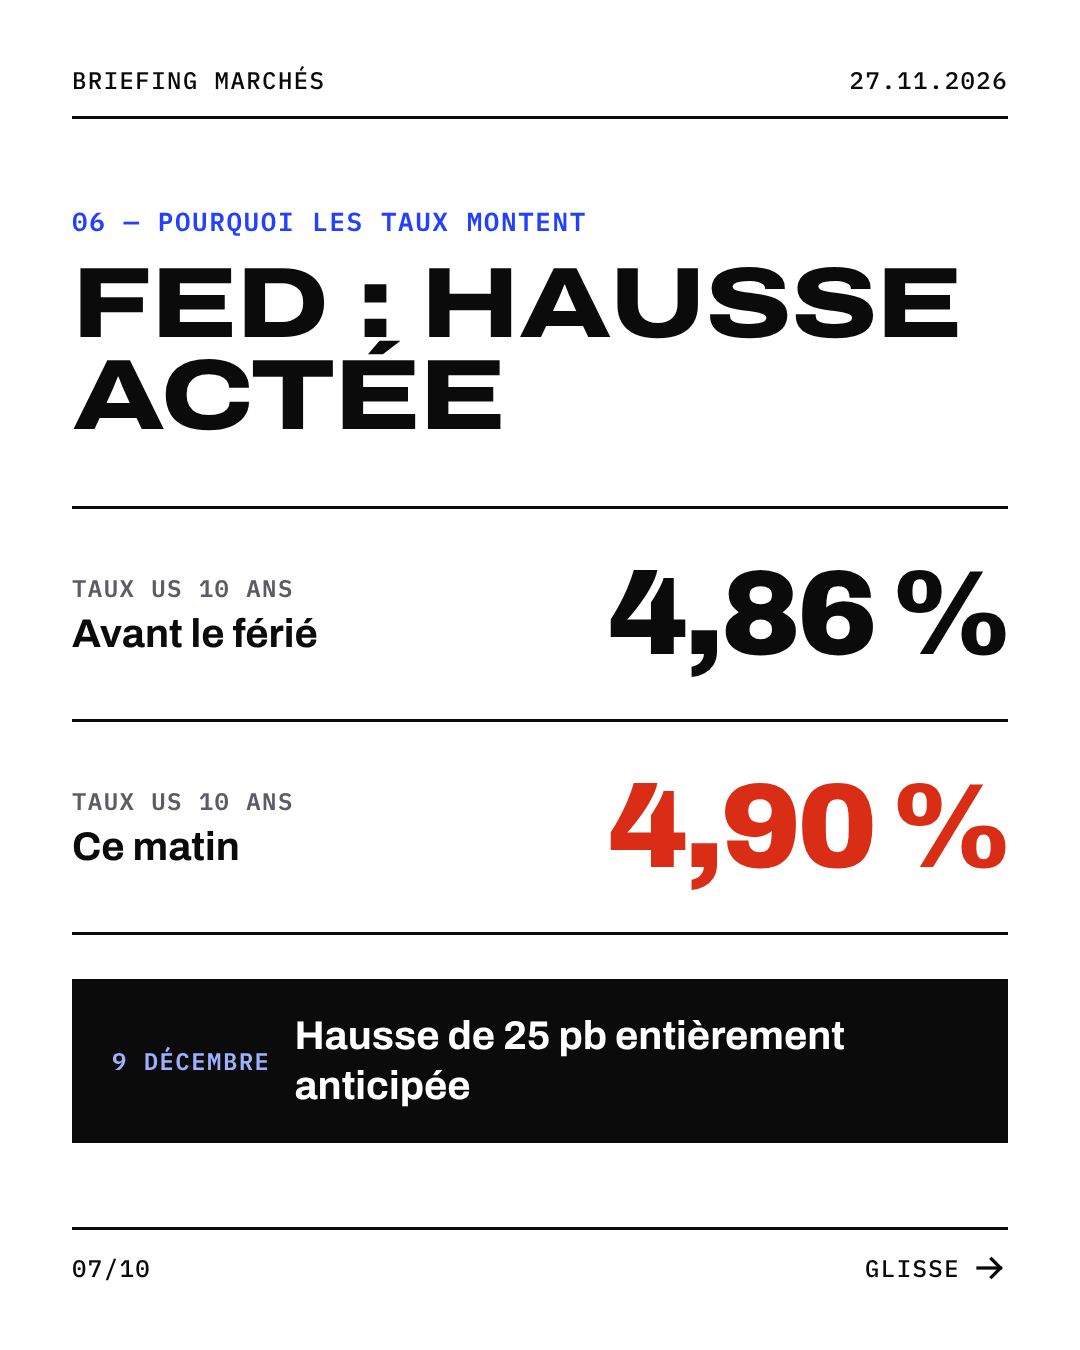 BRIEFING MARCHÉS
27.11.2026
06 — POURQUOI LES TAUX MONTENT
FED : HAUSSE
ACTÉE
TAUX US 10 ANS
Avant le férié
4,86 %
TAUX US 10 ANS
Ce matin
4,90 %
9 DÉCEMBRE
Hausse de 25 pb entièrement
anticipée
07/10
GLISSE →